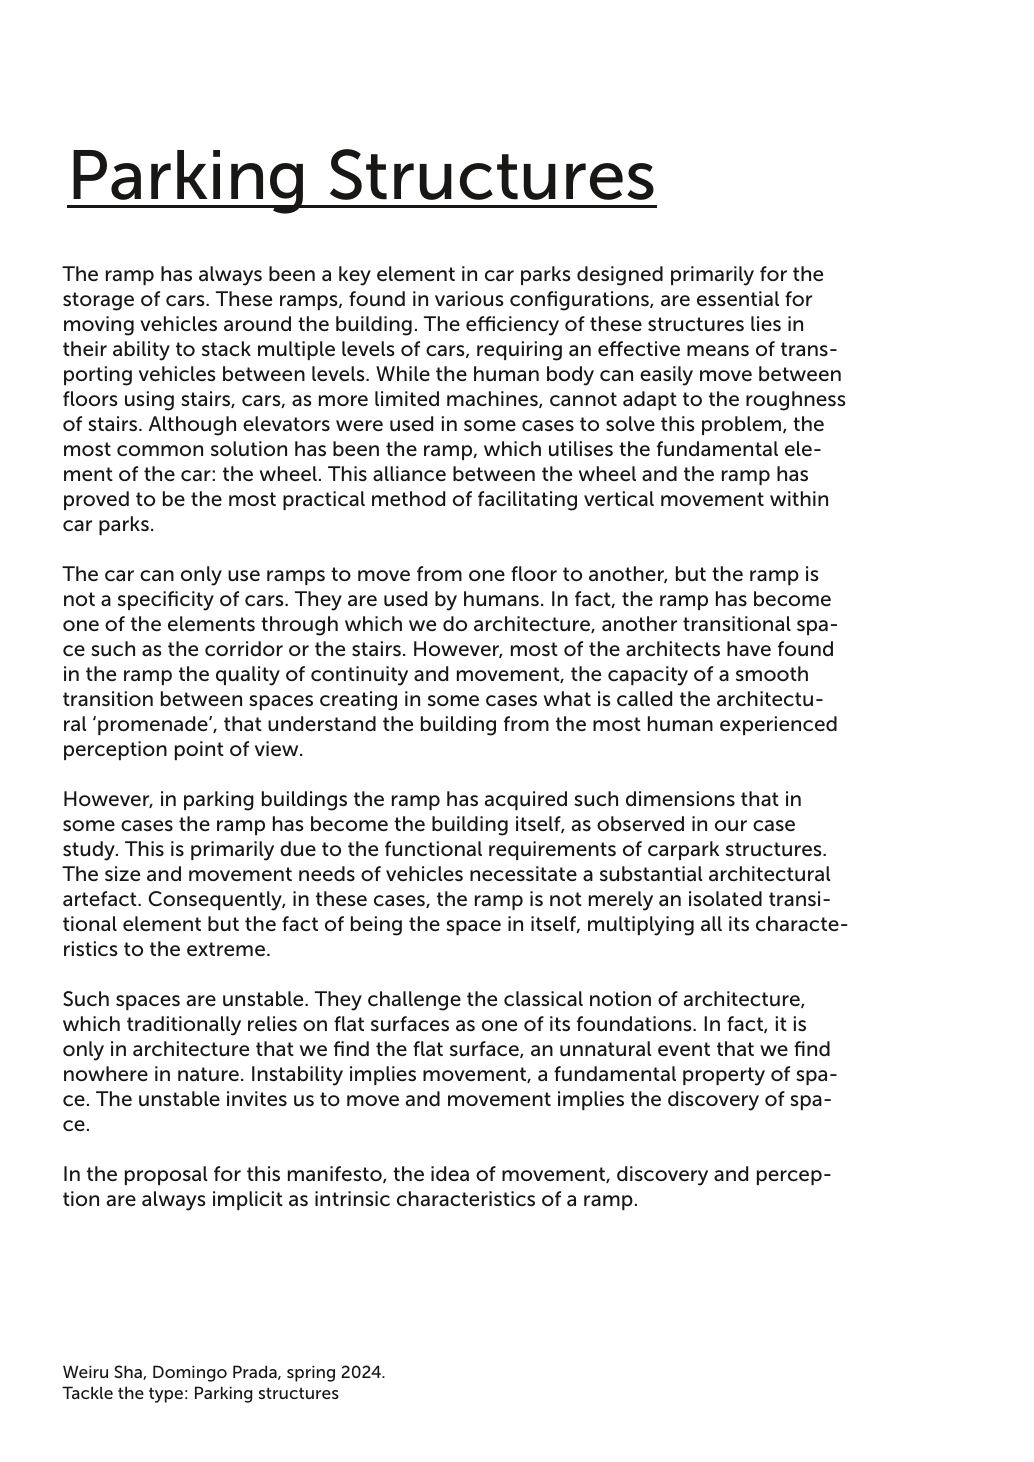 Parking Structures
The ramp has always been a key element in car parks designed primarily for the
storage of cars. These ramps, found in various configurations, are essential for
moving vehicles around the building. The efficiency of these structures lies in
their ability to stack multiple levels of cars, requiring an effective means of trans-
porting vehicles between levels. While the human body can easily move between
floors using stairs, cars, as more limited machines, cannot adapt to the roughness
of stairs. Although elevators were used in some cases to solve this problem, the
most common solution has been the ramp, which utilises the fundamental ele-
ment of the car: the wheel. This alliance between the wheel and the ramp has
proved to be the most practical method of facilitating vertical movement within
car parks.
The car can only use ramps to move from one floor to another, but the ramp is
not a specificity of cars. They are used by humans. In fact, the ramp has become
one of the elements through which we do architecture, another transitional spa-
ce such as the corridor or the stairs. However, most of the architects have found
in the ramp the quality of continuity and movement, the capacity of a smooth
transition between spaces creating in some cases what is called the architectu-
ral ‘promenade’, that understand the building from the most human experienced
perception point of view.
However, in parking buildings the ramp has acquired such dimensions that in
some cases the ramp has become the building itself, as observed in our case
study. This is primarily due to the functional requirements of carpark structures.
The size and movement needs of vehicles necessitate a substantial architectural
artefact. Consequently, in these cases, the ramp is not merely an isolated transi-
tional element but the fact of being the space in itself, multiplying all its characte-
ristics to the extreme.
Such spaces are unstable. They challenge the classical notion of architecture,
which traditionally relies on flat surfaces as one of its foundations. In fact, it is
only in architecture that we find the flat surface, an unnatural event that we find
nowhere in nature. Instability implies movement, a fundamental property of spa-
ce. The unstable invites us to move and movement implies the discovery of spa-
ce.
In the proposal for this manifesto, the idea of movement, discovery and percep-
tion are always implicit as intrinsic characteristics of a ramp.
Weiru Sha, Domingo Prada, spring 2024.
Tackle the type: Parking structures